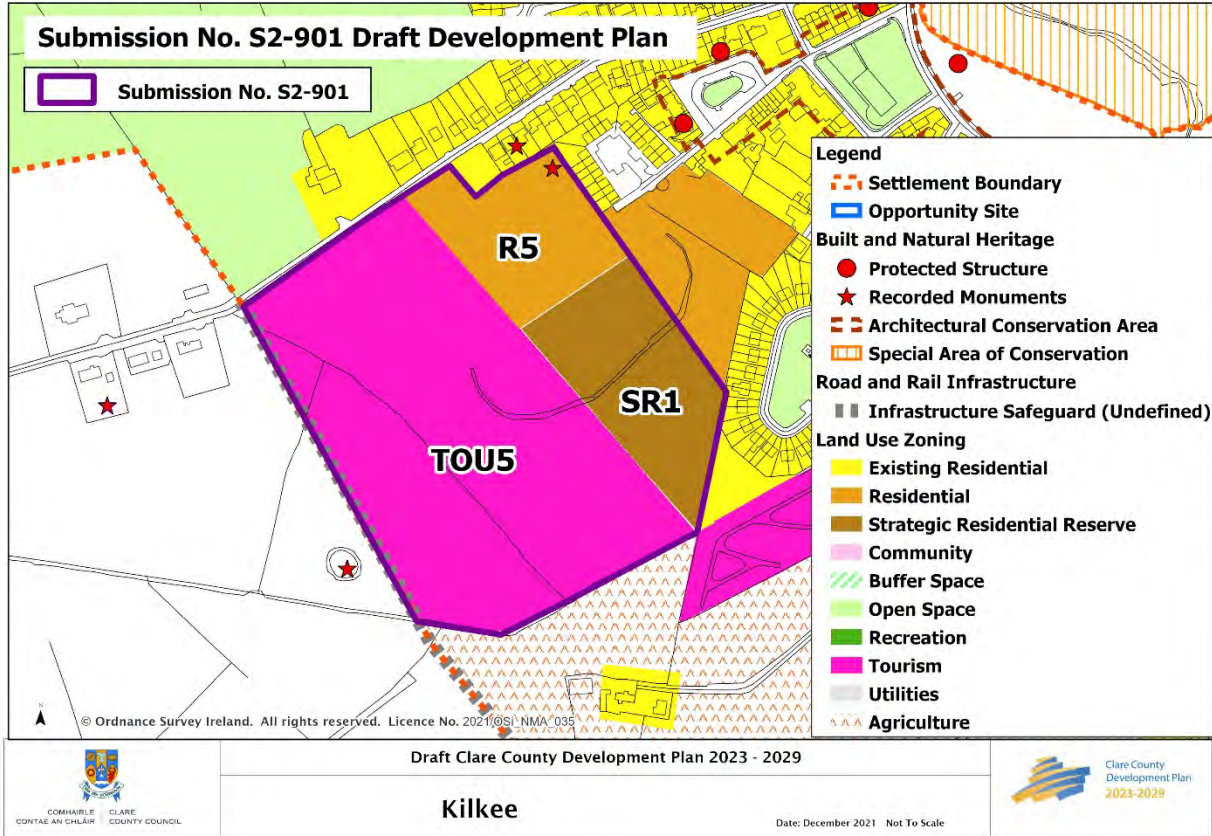 Submission No. S2-901 Draft Development Plan
Submission No. S2-901
R5
SR1
TOU5
Legend
Settlement Boundary
Opportunity Site
Built and Natural Heritage
Protected Structure
Recorded Monuments
Architectural Conservation Area
Special Area of Conservation
Road and Rail Infrastructure
Infrastructure Safeguard (Undefined)
Land Use Zoning
Existing Residential
Residential
Strategic Residential Reserve
Community
Buffer Space
Open Space
Recreation
Tourism
Utilities
Agriculture
N
© Ordnance Survey Ireland. All rights reserved. Licence No. 2021/OSi_NMA_035
COMHAIRLE CONTAE AN CHLÁIR
CLARE COUNTY COUNCIL
Draft Clare County Development Plan 2023 - 2029
Kilkee
Date: December 2021 Not To Scale
Clare County
Development Plan
2023-2029